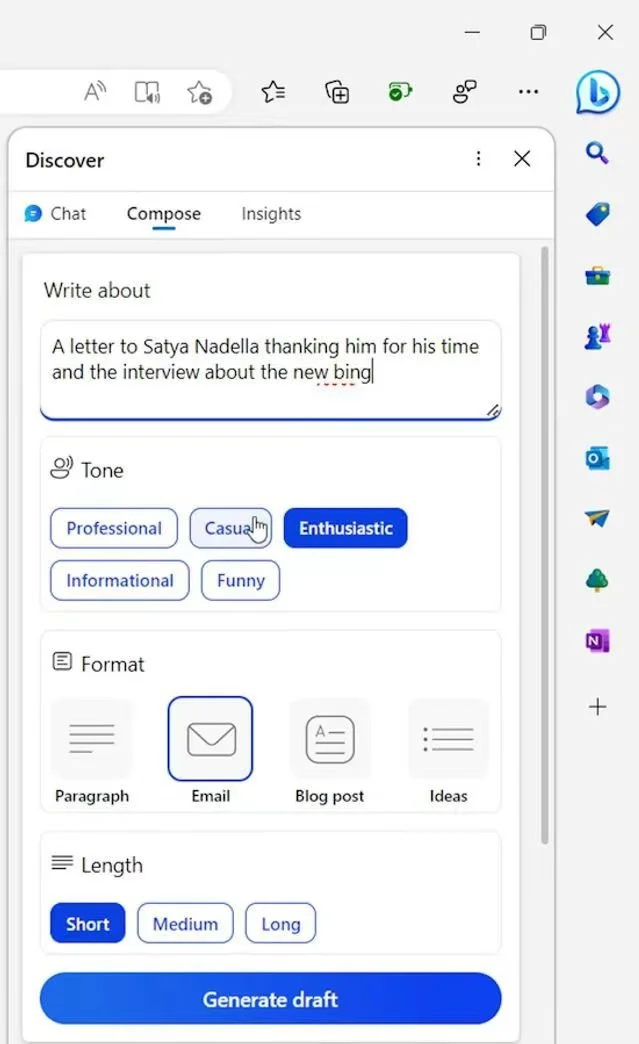 Discover
Chat Compose Insights
Write about
A letter to Satya Nadella thanking him for his time
and the interview about the new bing
Tone
Professional Casual Enthusiastic
Informational Funny
Format
Paragraph Email Blog post Ideas
Length
Short Medium Long
Generate draft